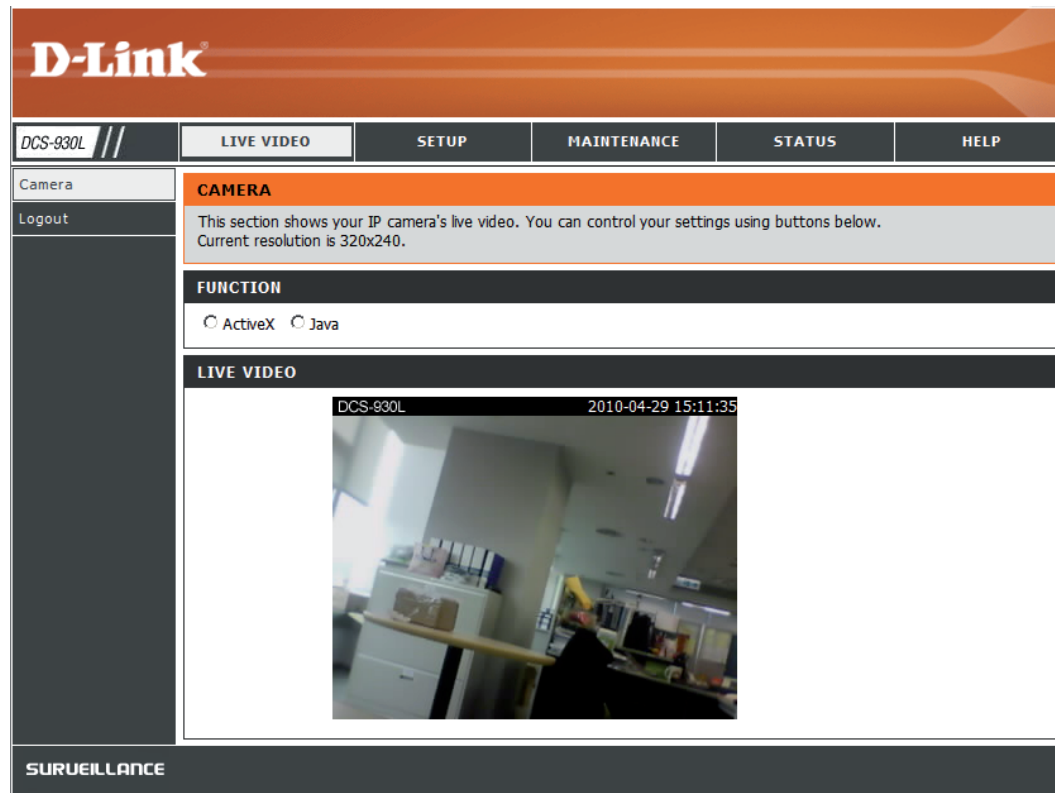 D-Link®
DCS-930L
LIVE VIDEO
SETUP
MAINTENANCE
STATUS
HELP
Camera
Logout
CAMERA
This section shows your IP camera's live video. You can control your settings using buttons below.
Current resolution is 320x240.
FUNCTION
ActiveX
Java
LIVE VIDEO
DCS-930L
2010-04-29 15:11:35
SURVEILLANCE